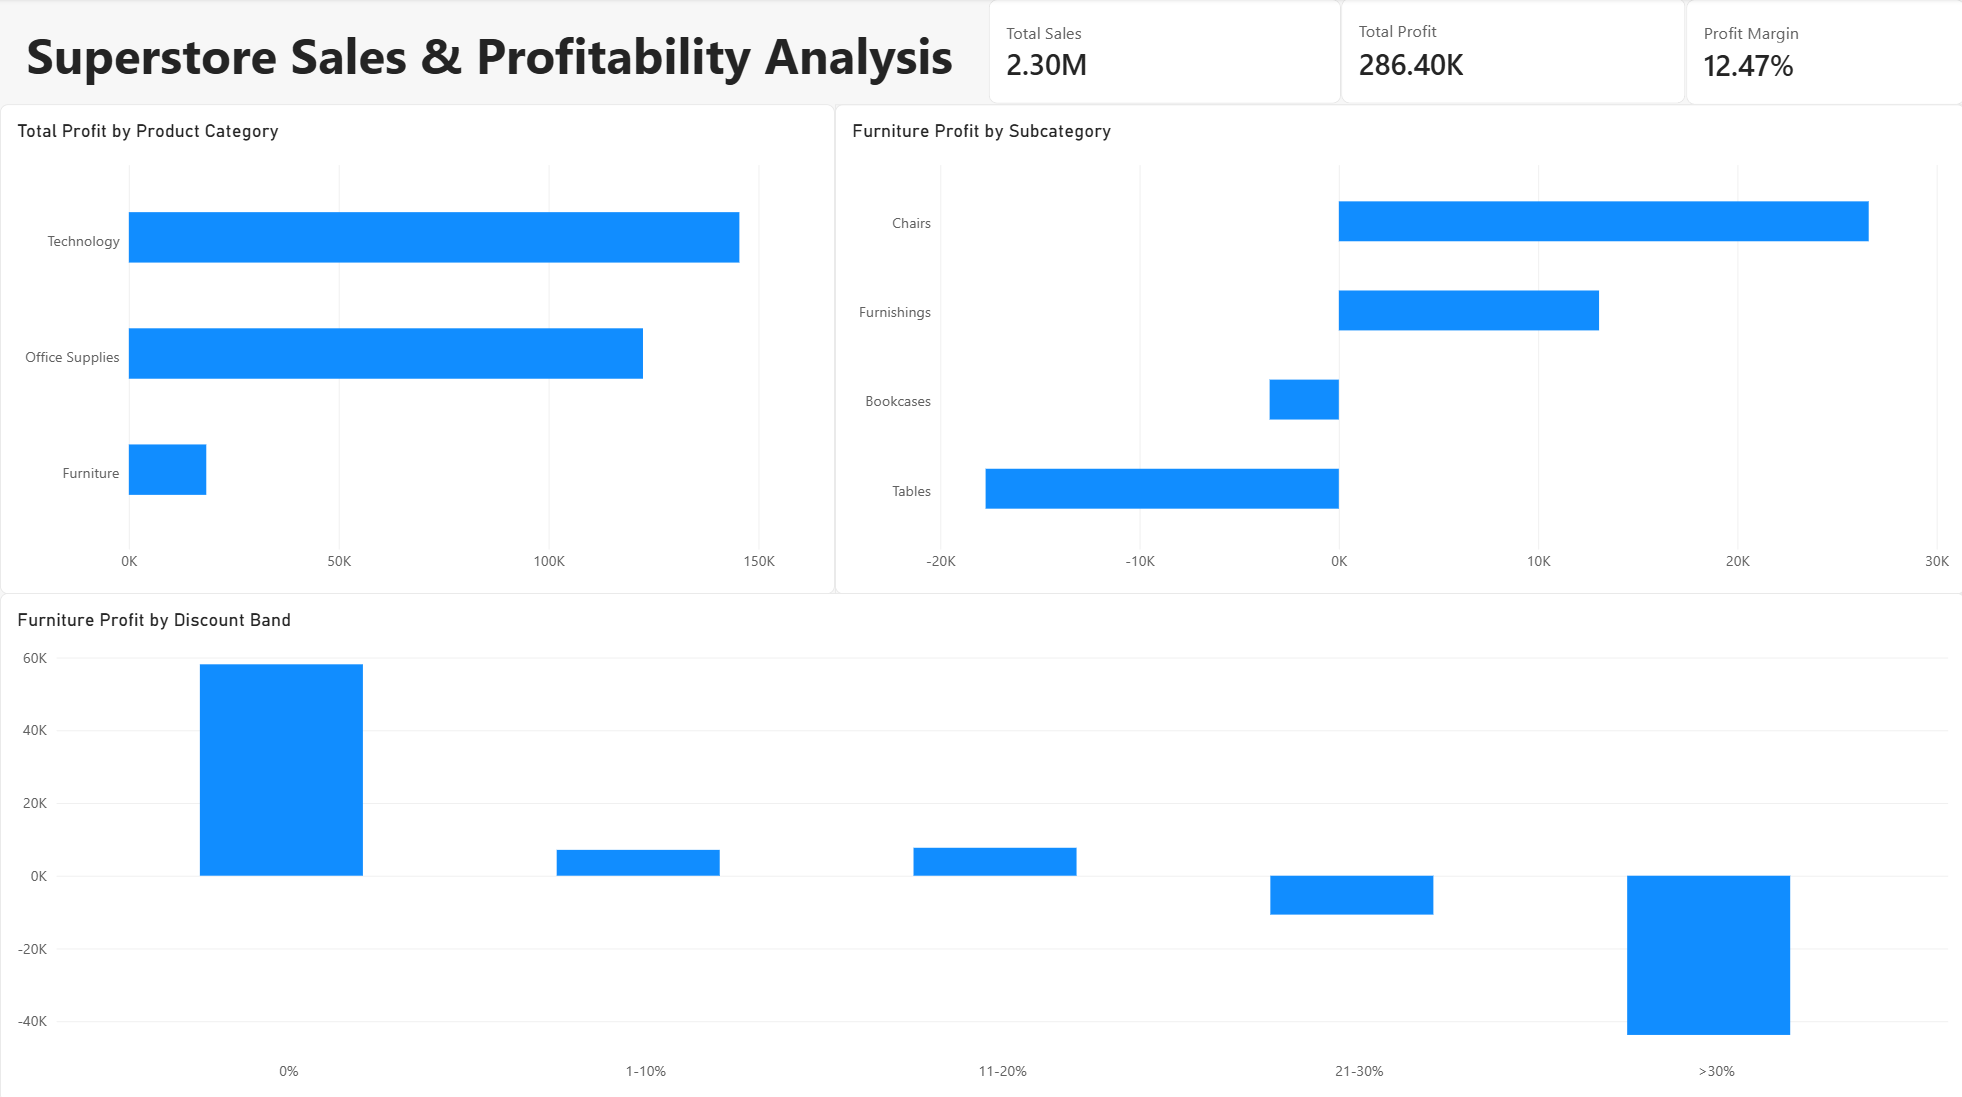 Superstore Sales & Profitability Analysis
Total Sales
2.30M
Total Profit
286.40K
Profit Margin
12.47%
Total Profit by Product Category
Technology
Office Supplies
Furniture
0K 50K 100K 150K
Furniture Profit by Subcategory
Chairs
Furnishings
Bookcases
Tables
-20K -10K 0K 10K 20K 30K
Furniture Profit by Discount Band
60K
40K
20K
0K
-20K
-40K
0% 1-10% 11-20% 21-30% >30%